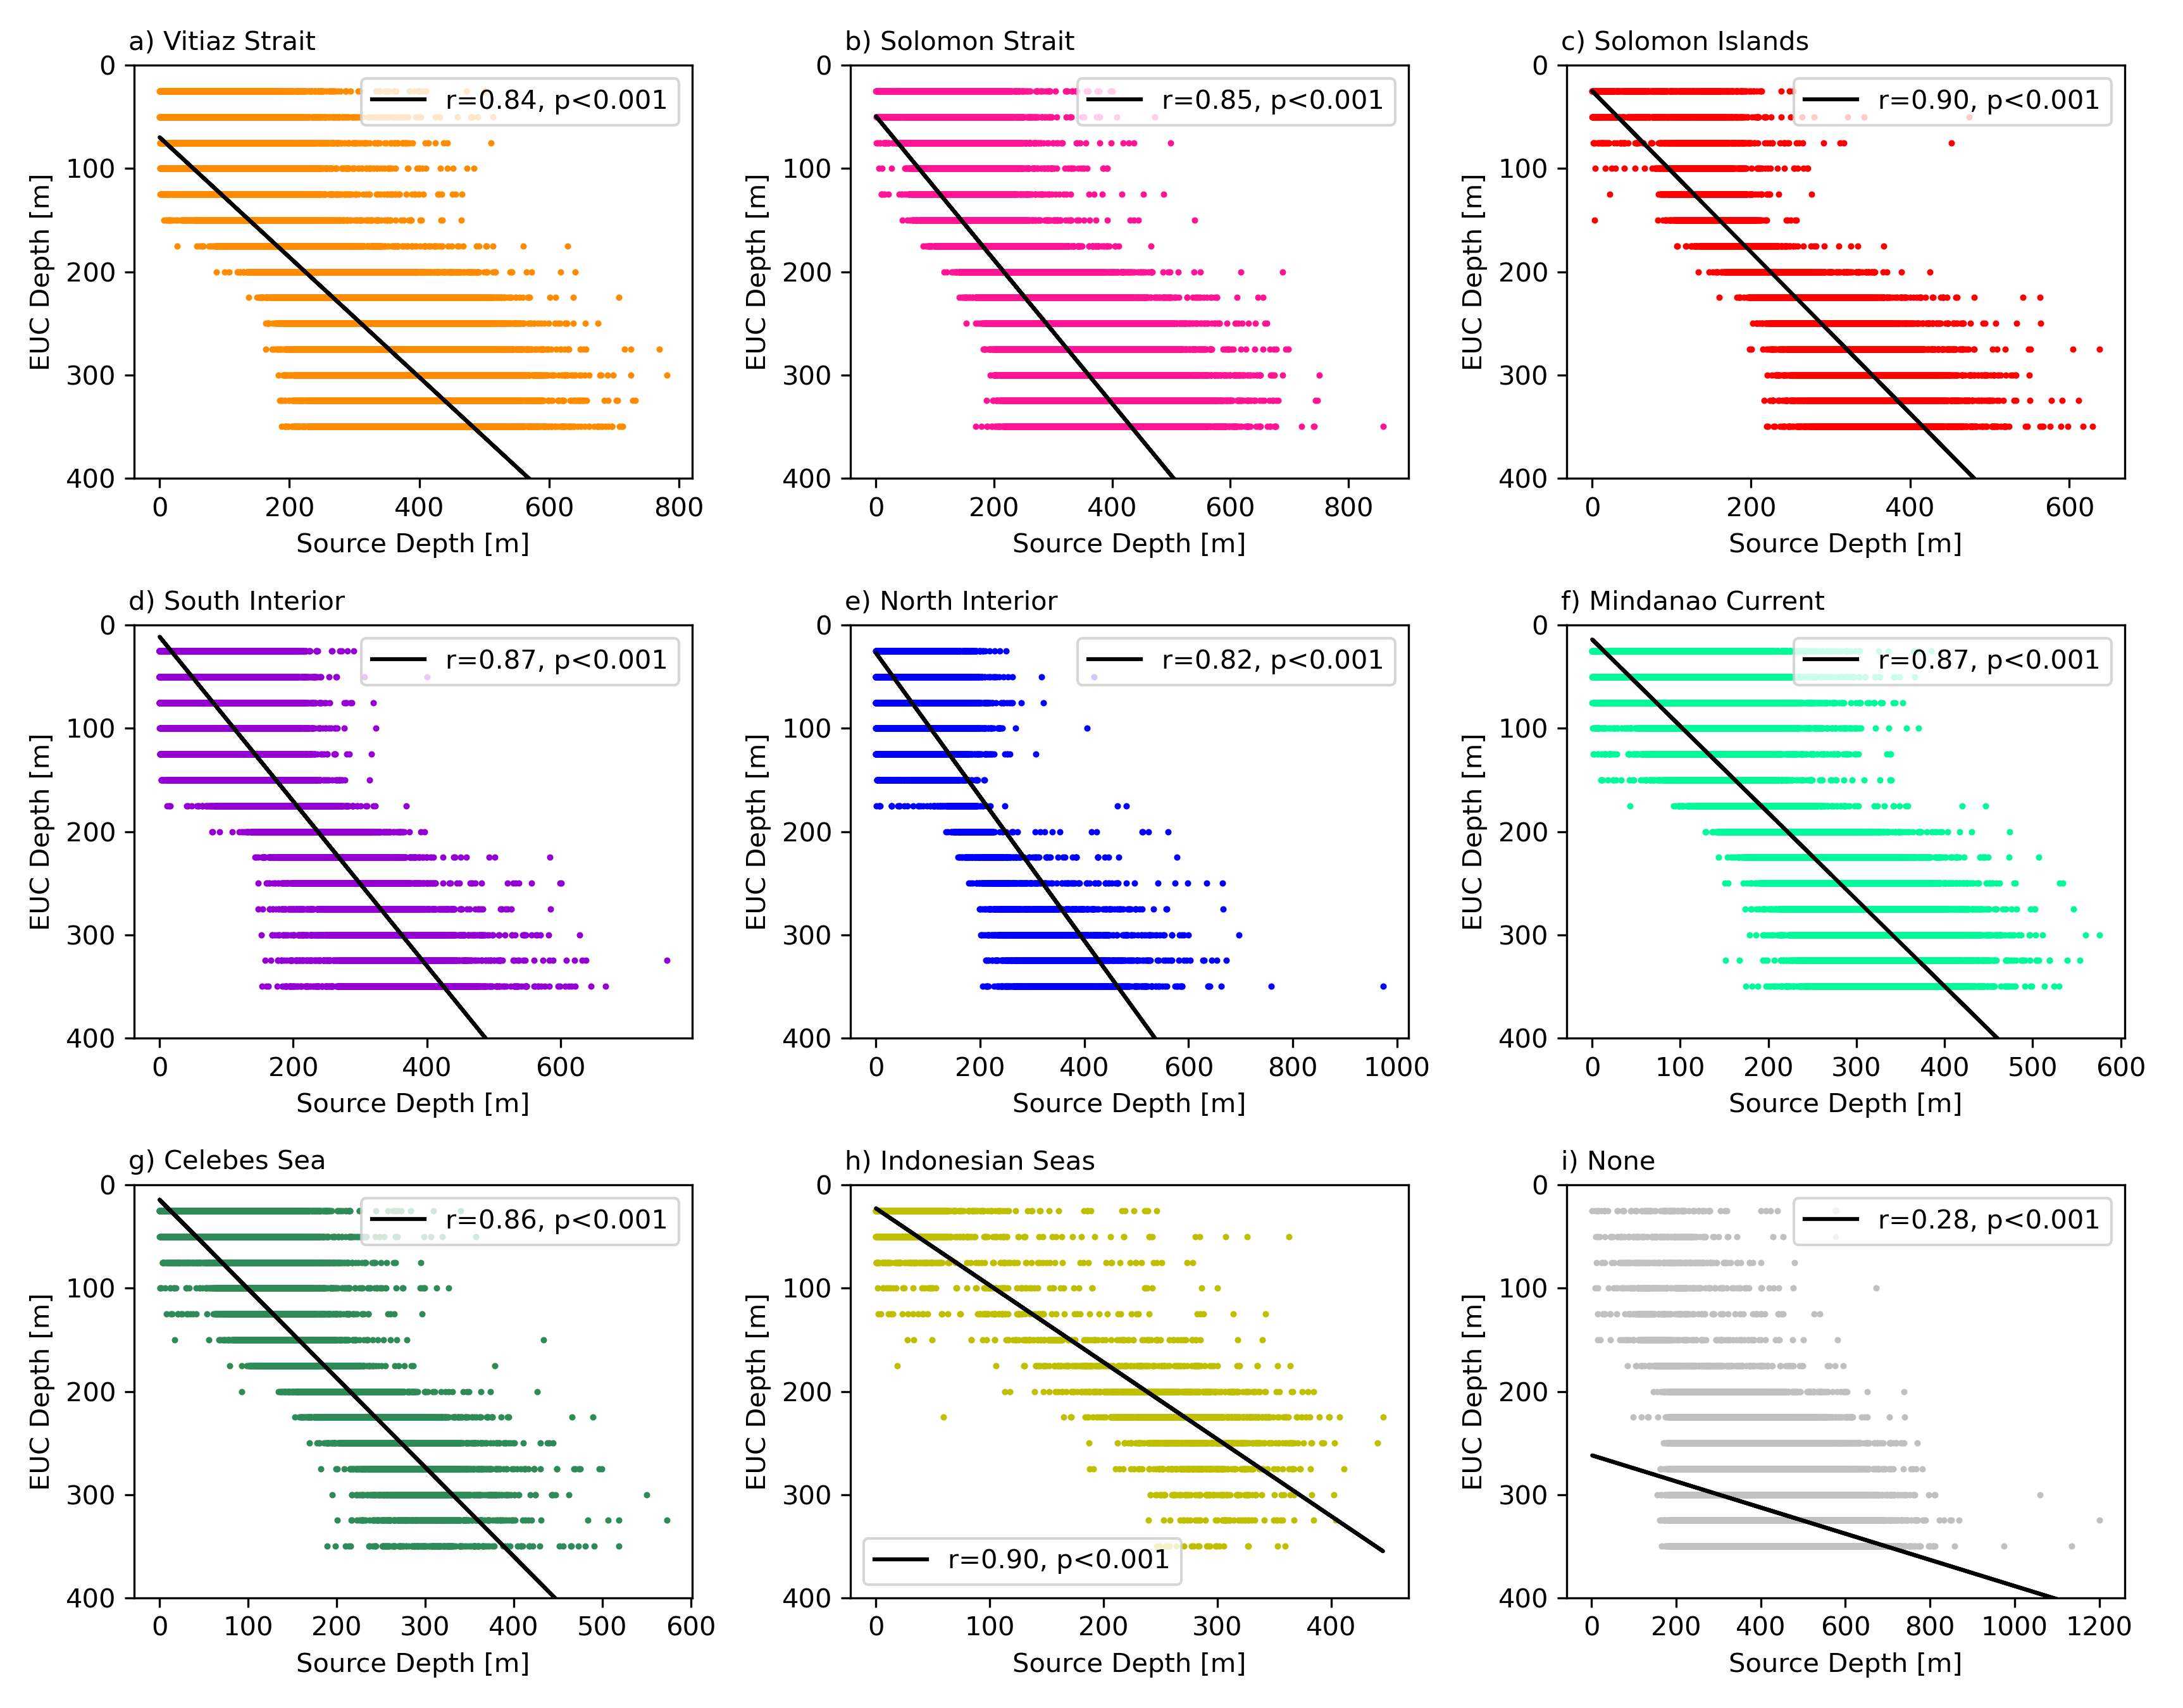 a) Vitiaz Strait
r=0.84, p<0.001
0
100
200
300
400
EUC Depth [m]
0 200 400 600 800
Source Depth [m]
b) Solomon Strait
r=0.85, p<0.001
0
100
200
300
400
EUC Depth [m]
0 200 400 600 800
Source Depth [m]
c) Solomon Islands
r=0.90, p<0.001
0
100
200
300
400
EUC Depth [m]
0 200 400 600
Source Depth [m]
d) South Interior
r=0.87, p<0.001
0
100
200
300
400
EUC Depth [m]
0 200 400 600
Source Depth [m]
e) North Interior
r=0.82, p<0.001
0
100
200
300
400
EUC Depth [m]
0 200 400 600 800 1000
Source Depth [m]
f) Mindanao Current
r=0.87, p<0.001
0
100
200
300
400
EUC Depth [m]
0 100 200 300 400 500 600
Source Depth [m]
g) Celebes Sea
r=0.86, p<0.001
0
100
200
300
400
EUC Depth [m]
0 100 200 300 400 500 600
Source Depth [m]
h) Indonesian Seas
0
100
200
300
400
EUC Depth [m]
r=0.90, p<0.001
0 100 200 300 400
Source Depth [m]
i) None
r=0.28, p<0.001
0
100
200
300
400
EUC Depth [m]
0 200 400 600 800 1000 1200
Source Depth [m]